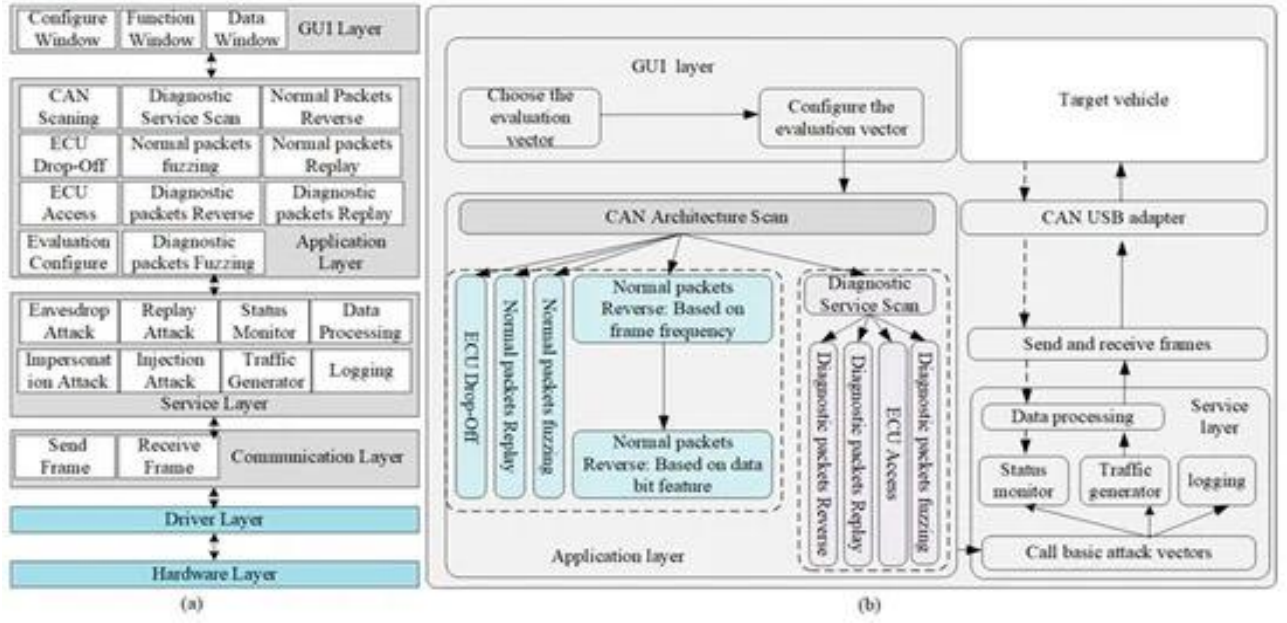 Configure
Window
Function
Window
Data
Window
GUI Layer
CAN
Scaning
Diagnostic
Service Scan
Normal Packets
Reverse
ECU
Drop-Off
Normal packets
fuzzing
Normal packets
Replay
ECU
Access
Diagnostic
packets Reverse
Diagnostic
packets Replay
Evaluation
Configure
Diagnostic
packets Fuzzing
Application
Layer
Eavesdrop
Attack
Replay
Attack
Status
Monitor
Data
Processing
Impersonat
ion Attack
Injection
Attack
Traffic
Generator
Logging
Service Layer
Send
Frame
Receive
Frame
Communication Layer
Driver Layer
Hardware Layer
(a)
GUI layer
Choose the
evaluation
vector
Configure the
evaluation vector
CAN Architecture Scan
ECU Drop-Off
Normal packets Replay
Normal packets fuzzing
Normal packets
Reverse: Based on
frame frequency
Normal packets
Reverse: Based on data
bit feature
Diagnostic
Service Scan
Diagnostic packets Reverse
Diagnostic packets Replay
ECU Access
Diagnostic packets fuzzing
Application layer
Target vehicle
CAN USB adapter
Send and receive frames
Data processing
Service
layer
Status
monitor
Traffic
generator
logging
Call basic attack vectors
(b)